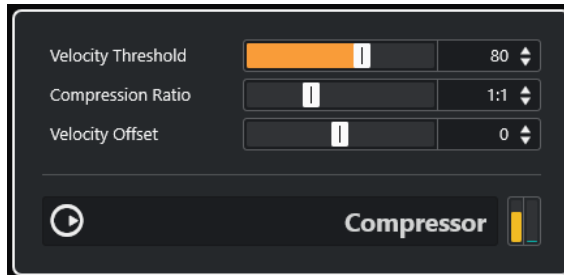 Velocity Threshold 80
Compression Ratio 1:1
Velocity Offset 0
Compressor